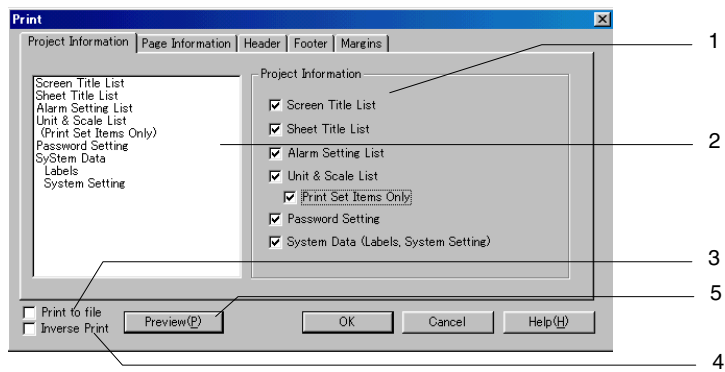 Print
Project Information Page Information Header Footer Margins
1
Screen Title List
Sheet Title List
Alarm Setting List
Unit & Scale List
(Print Set Items Only)
Password Setting
SyStem Data
Labels
System Setting
2
Project Information
Screen Title List
Sheet Title List
Alarm Setting List
Unit & Scale List
Print Set Items Only
Password Setting
System Data (Labels, System Setting)
3
5
Print to file
Inverse Print
Preview(P)
OK
Cancel
Help(H)
4